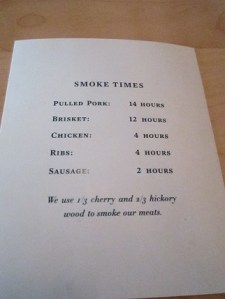 SMOKE TIMES
PULLED PORK: 14 HOURS
BRISKET: 12 HOURS
CHICKEN: 4 HOURS
RIBS: 4 HOURS
SAUSAGE: 2 HOURS
We use 1/3 cherry and 2/3 hickory
wood to smoke our meats.